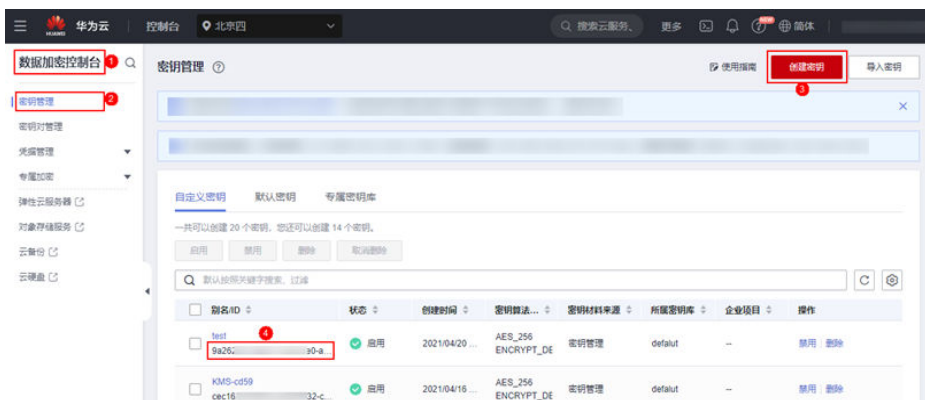 HUAWEI
华为云
控制台
北京四
搜索云服务、
更多
NEW
简体
数据加密控制台
1
密钥管理
2
密钥对管理
凭据管理
专属加密
弹性云服务器
对象存储服务
云备份
云硬盘
密钥管理
使用指南
创建密钥
3
导入密钥
自定义密钥 默认密钥 专属密钥库
一共可以创建 20 个密钥,您还可以创建 14 个密钥。
启用 禁用 删除 取消删除
默认按照关键字搜索、过滤
别名/ID 状态 创建时间 密钥算法... 密钥材料来源 所属密钥库 企业项目 操作
test
4
9a262 a0-a...
启用 2021/04/20 ... AES_256 ENCRYPT_DE 密钥管理 defalut -- 禁用 删除
KMS-cd59
cec16 32-c...
启用 2021/04/16 ... AES_256 ENCRYPT_DE 密钥管理 defalut -- 禁用 删除